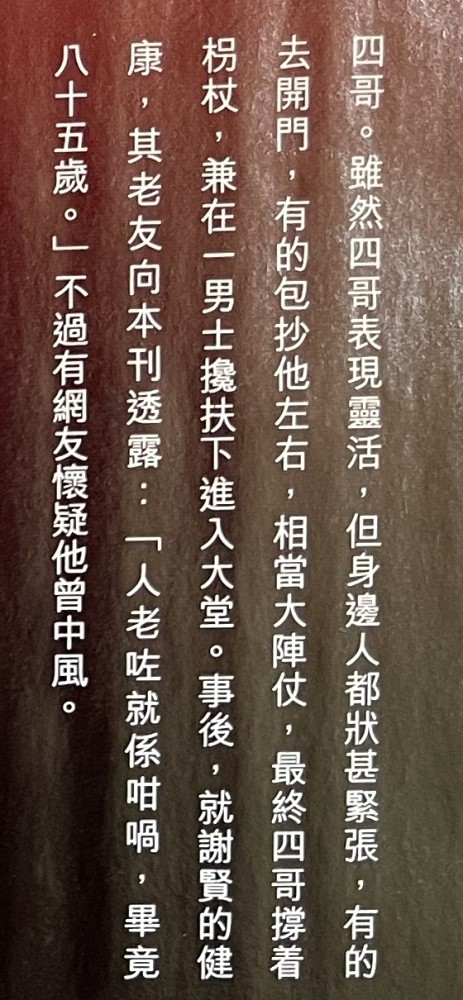 四哥。雖然四哥表現靈活，但身邊人都狀甚緊張，有的
去開門，有的包抄他左右，相當大陣仗，最終四哥撐着
枴杖，兼在一男士攙扶下進入大堂。事後，就謝賢的健
康，其老友向本刊透露：「人老咗就係咁喎，畢竟
八十五歲。」不過有網友懷疑他曾中風。